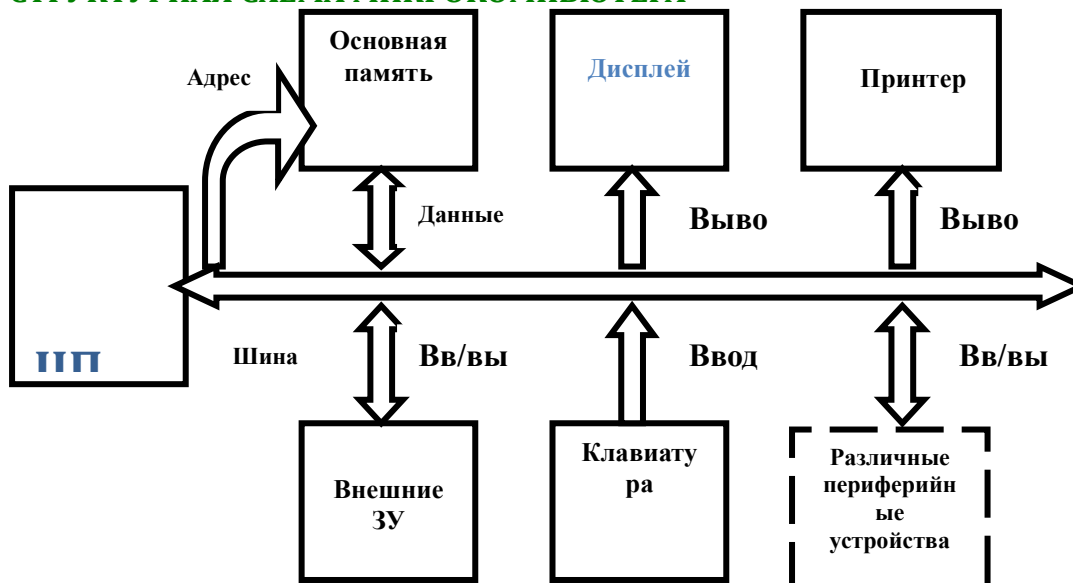 Основная
память
Адрес
Дисплей
Принтер
Данные
Выво
Выво
Шина
Вв/вы
Ввод
Вв/вы
Внешние
ЗУ
Клавиату
ра
Различные
периферийн
ые
устройства